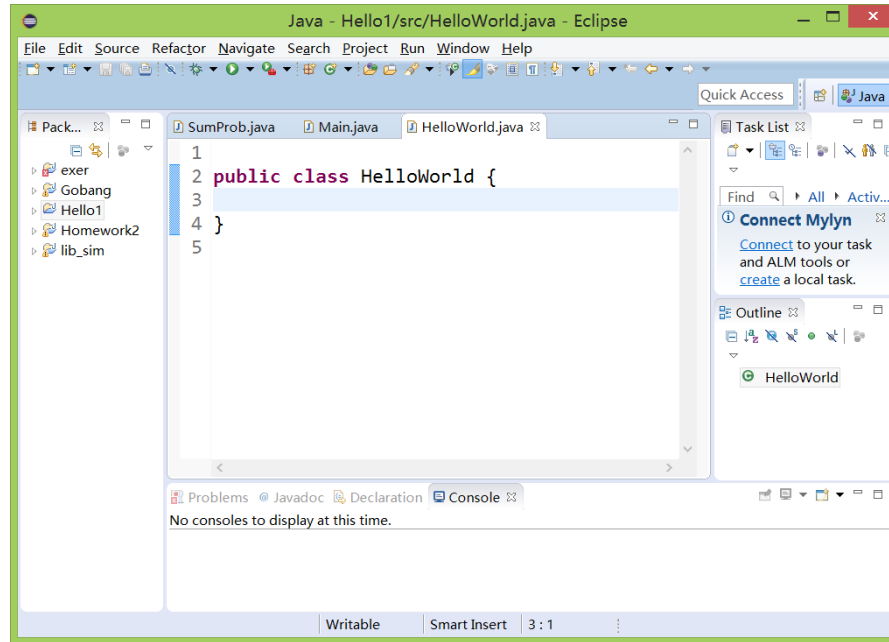 Java - Hello1/src/HelloWorld.java - Eclipse
File Edit Source Refactor Navigate Search Project Run Window Help
Quick Access
Java
Pack...
exer
Gobang
Hello1
Homework2
lib_sim
SumProb.java Main.java HelloWorld.java
1
2 public class HelloWorld {
3
4 }
5
Task List
Find All Activ...
Connect Mylyn
Connect to your task
and ALM tools or
create a local task.
Outline
HelloWorld
Problems @ Javadoc Declaration Console
No consoles to display at this time.
Writable Smart Insert 3 : 1